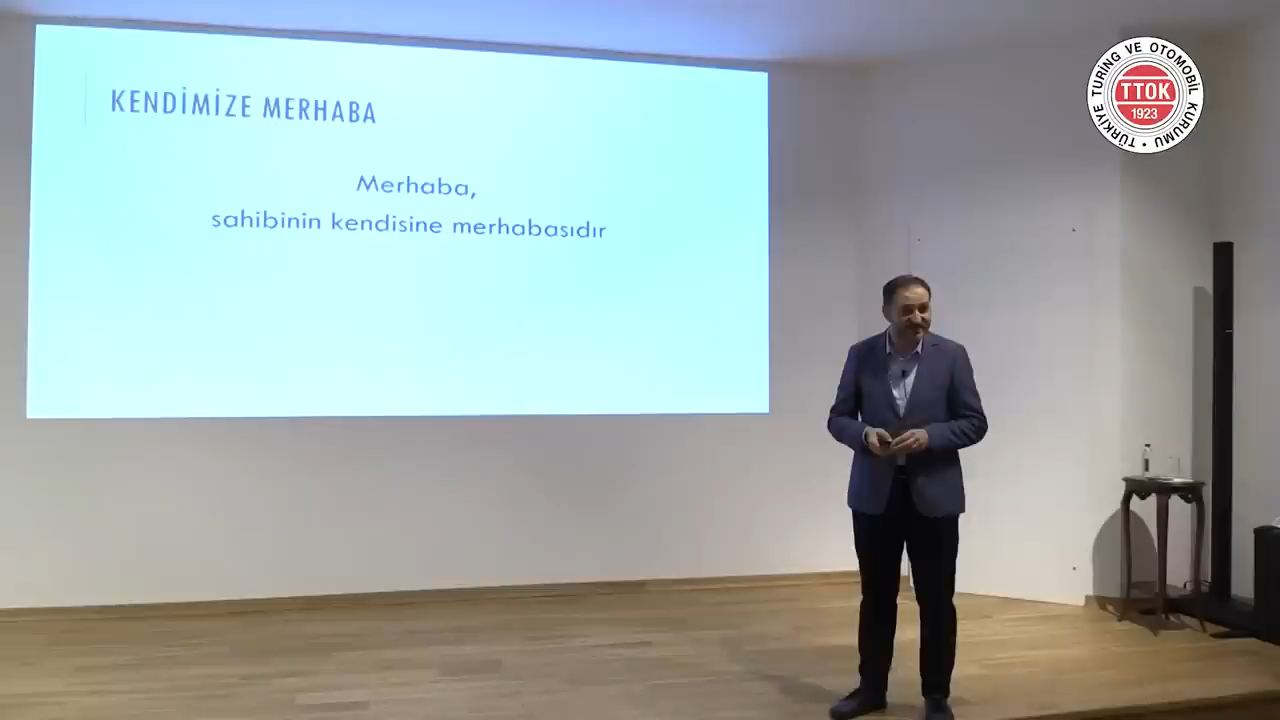 KENDİMİZE MERHABA
Merhaba,
sahibinin kendisine merhabasıdır
TÜRKİYE TURİNG VE OTOMOBİL KURUMU
TTOK
1923